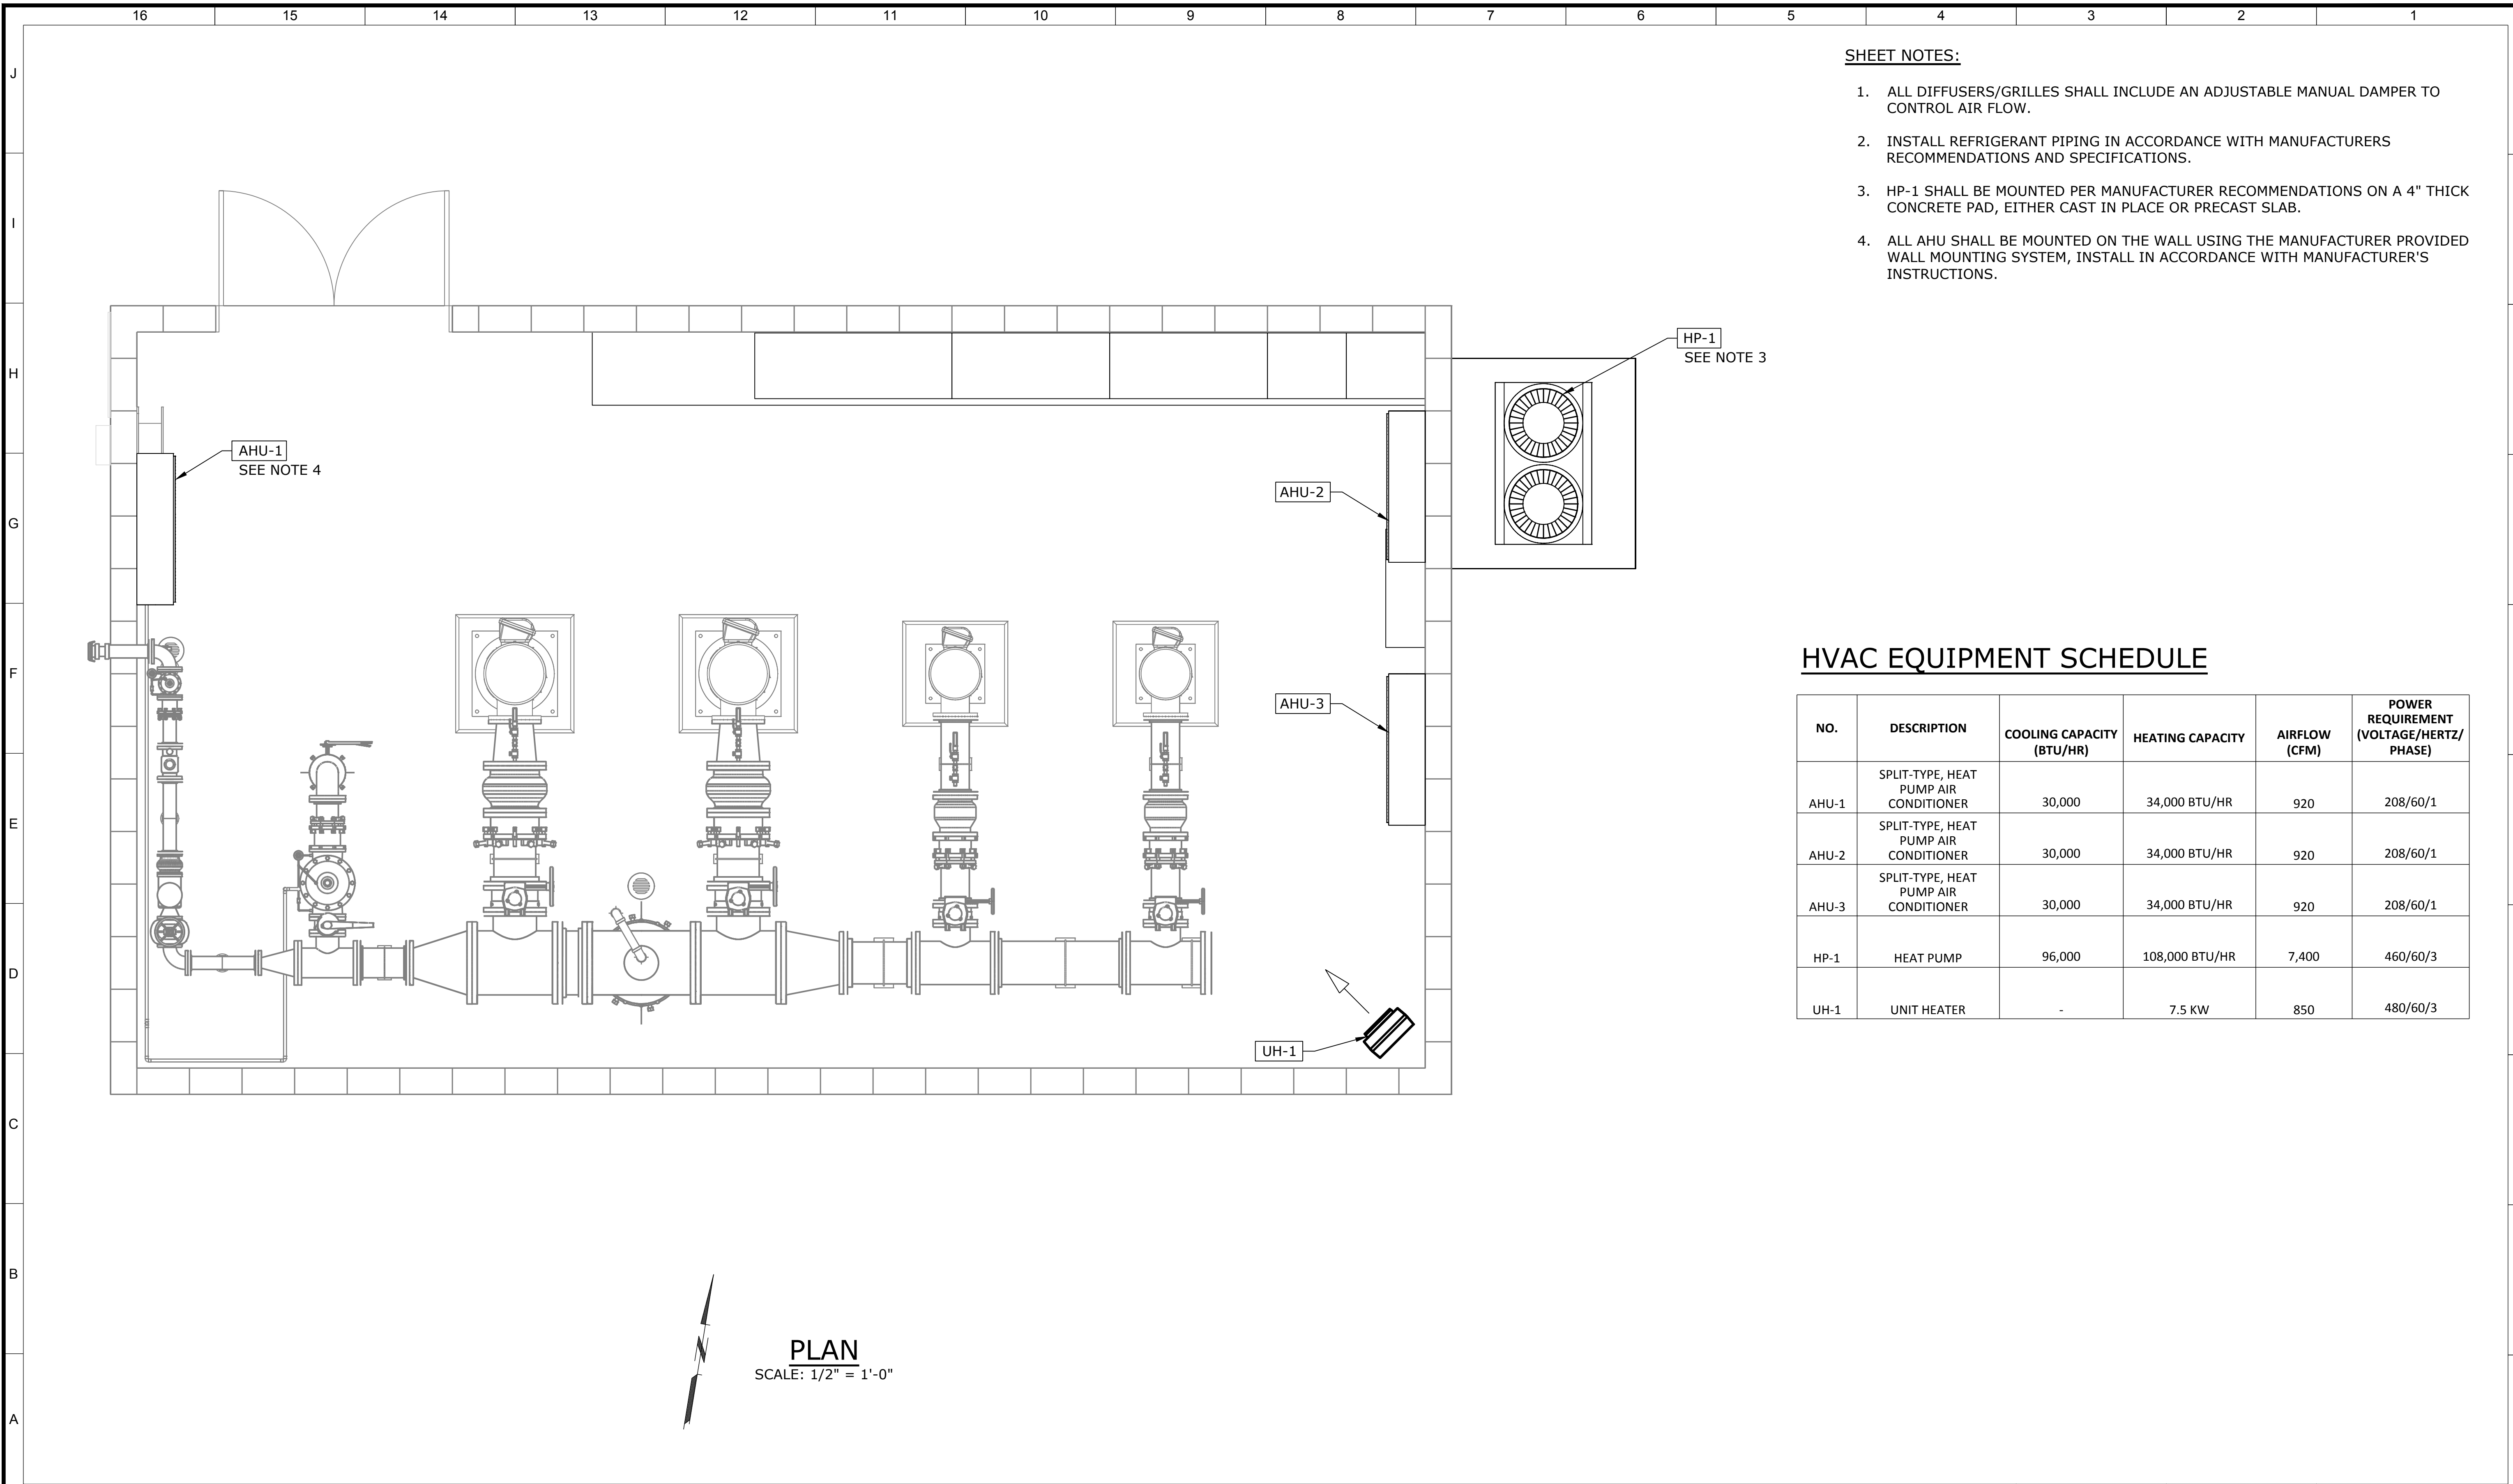 16 15 14 13 12 11 10 9 8 7 6 5 4 3 2 1
J
I
H
G
F
E
D
C
B
A
SHEET NOTES:
1. ALL DIFFUSERS/GRILLES SHALL INCLUDE AN ADJUSTABLE MANUAL DAMPER TO
CONTROL AIR FLOW.
2. INSTALL REFRIGERANT PIPING IN ACCORDANCE WITH MANUFACTURERS
RECOMMENDATIONS AND SPECIFICATIONS.
3. HP-1 SHALL BE MOUNTED PER MANUFACTURER RECOMMENDATIONS ON A 4" THICK
CONCRETE PAD, EITHER CAST IN PLACE OR PRECAST SLAB.
4. ALL AHU SHALL BE MOUNTED ON THE WALL USING THE MANUFACTURER PROVIDED
WALL MOUNTING SYSTEM, INSTALL IN ACCORDANCE WITH MANUFACTURER'S
INSTRUCTIONS.
HP-1
SEE NOTE 3
AHU-1
SEE NOTE 4
AHU-2
AHU-3
UH-1
HVAC EQUIPMENT SCHEDULE
NO. DESCRIPTION COOLING CAPACITY (BTU/HR) HEATING CAPACITY AIRFLOW (CFM) POWER REQUIREMENT (VOLTAGE/HERTZ/ PHASE)
AHU-1 SPLIT-TYPE, HEAT PUMP AIR CONDITIONER 30,000 34,000 BTU/HR 920 208/60/1
AHU-2 SPLIT-TYPE, HEAT PUMP AIR CONDITIONER 30,000 34,000 BTU/HR 920 208/60/1
AHU-3 SPLIT-TYPE, HEAT PUMP AIR CONDITIONER 30,000 34,000 BTU/HR 920 208/60/1
HP-1 HEAT PUMP 96,000 108,000 BTU/HR 7,400 460/60/3
UH-1 UNIT HEATER - 7.5 KW 850 480/60/3
N
PLAN
SCALE: 1/2" = 1'-0"